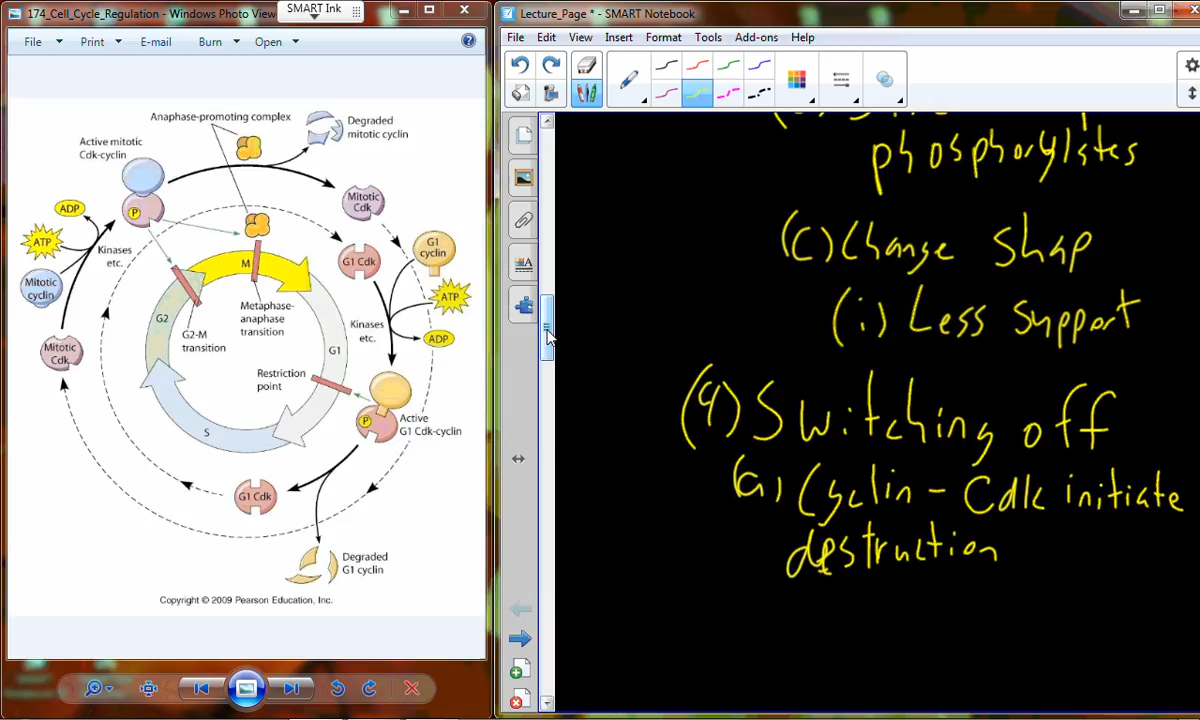 174_Cell_Cycle_Regulation - Windows Photo View
SMART Ink
File Print E-mail Burn Open
Anaphase-promoting complex
Degraded
mitotic cyclin
Active mitotic
Cdk-cyclin
P
ADP
ATP
Kinases
etc.
Mitotic
cyclin
Mitotic
Cdk
Mitotic
Cdk
G1 Cdk
G1
cyclin
ATP
Kinases
etc.
ADP
M
Metaphase-
anaphase
transition
G2
G2-M
transition
G1
Restriction
point
S
P
Active
G1 Cdk-cyclin
G1 Cdk
Degraded
G1 cyclin
Copyright © 2009 Pearson Education, Inc.
Lecture_Page * - SMART Notebook
File Edit View Insert Format Tools Add-ons Help
phosphorylates
(c) Change Shap
(i) Less Support
(4) Switching off
(a) Cyclin - Cdk initiate
destruction